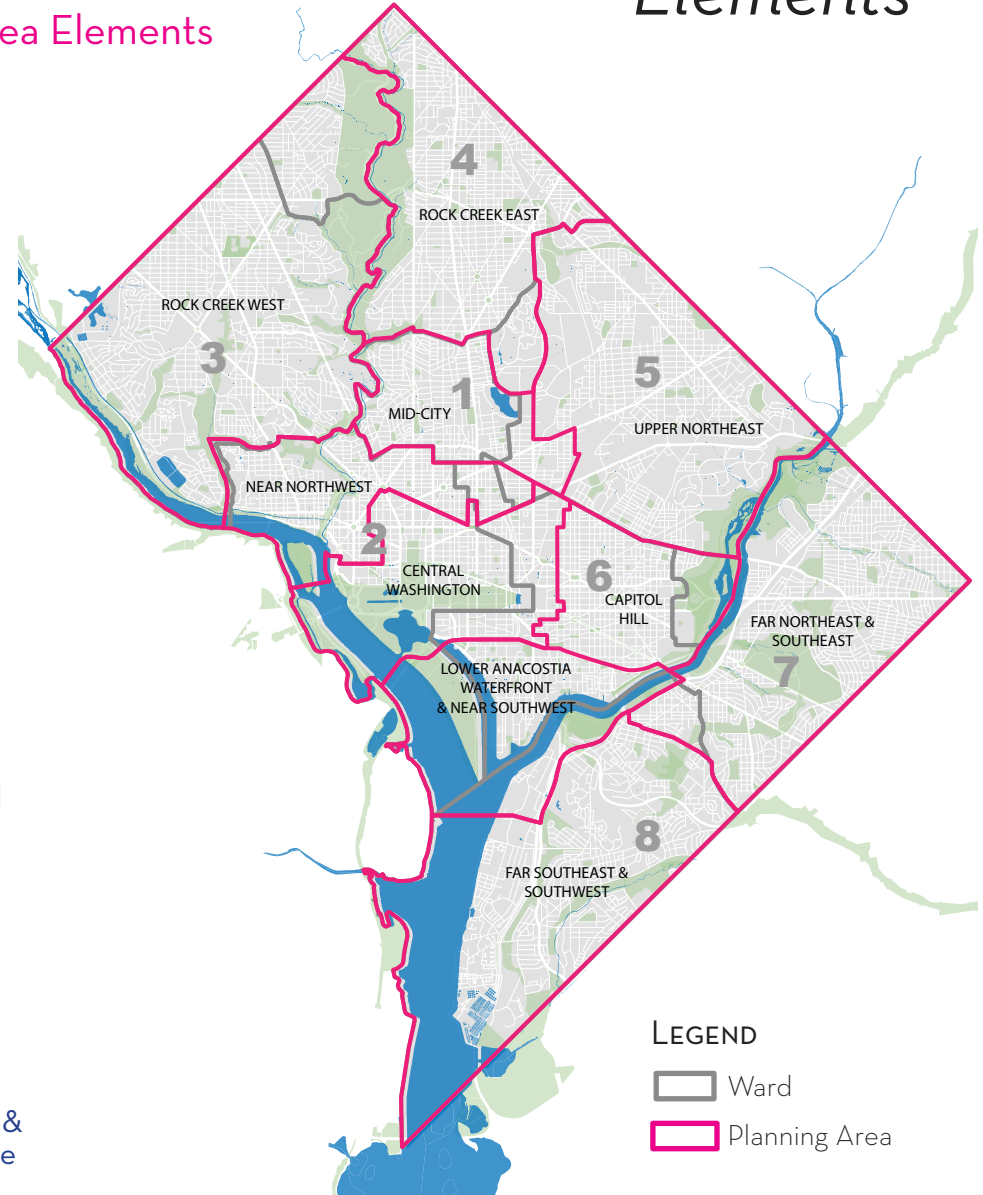 Elements
ea Elements
4
ROCK CREEK EAST
ROCK CREEK WEST
3
5
1
MID-CITY
UPPER NORTHEAST
NEAR NORTHWEST
2
CENTRAL
WASHINGTON
6
CAPITOL
HILL
FAR NORTHEAST &
SOUTHEAST
7
LOWER ANACOSTIA
WATERFRONT
& NEAR SOUTHWEST
8
FAR SOUTHEAST &
SOUTHWEST
LEGEND
Ward
Planning Area
&
e